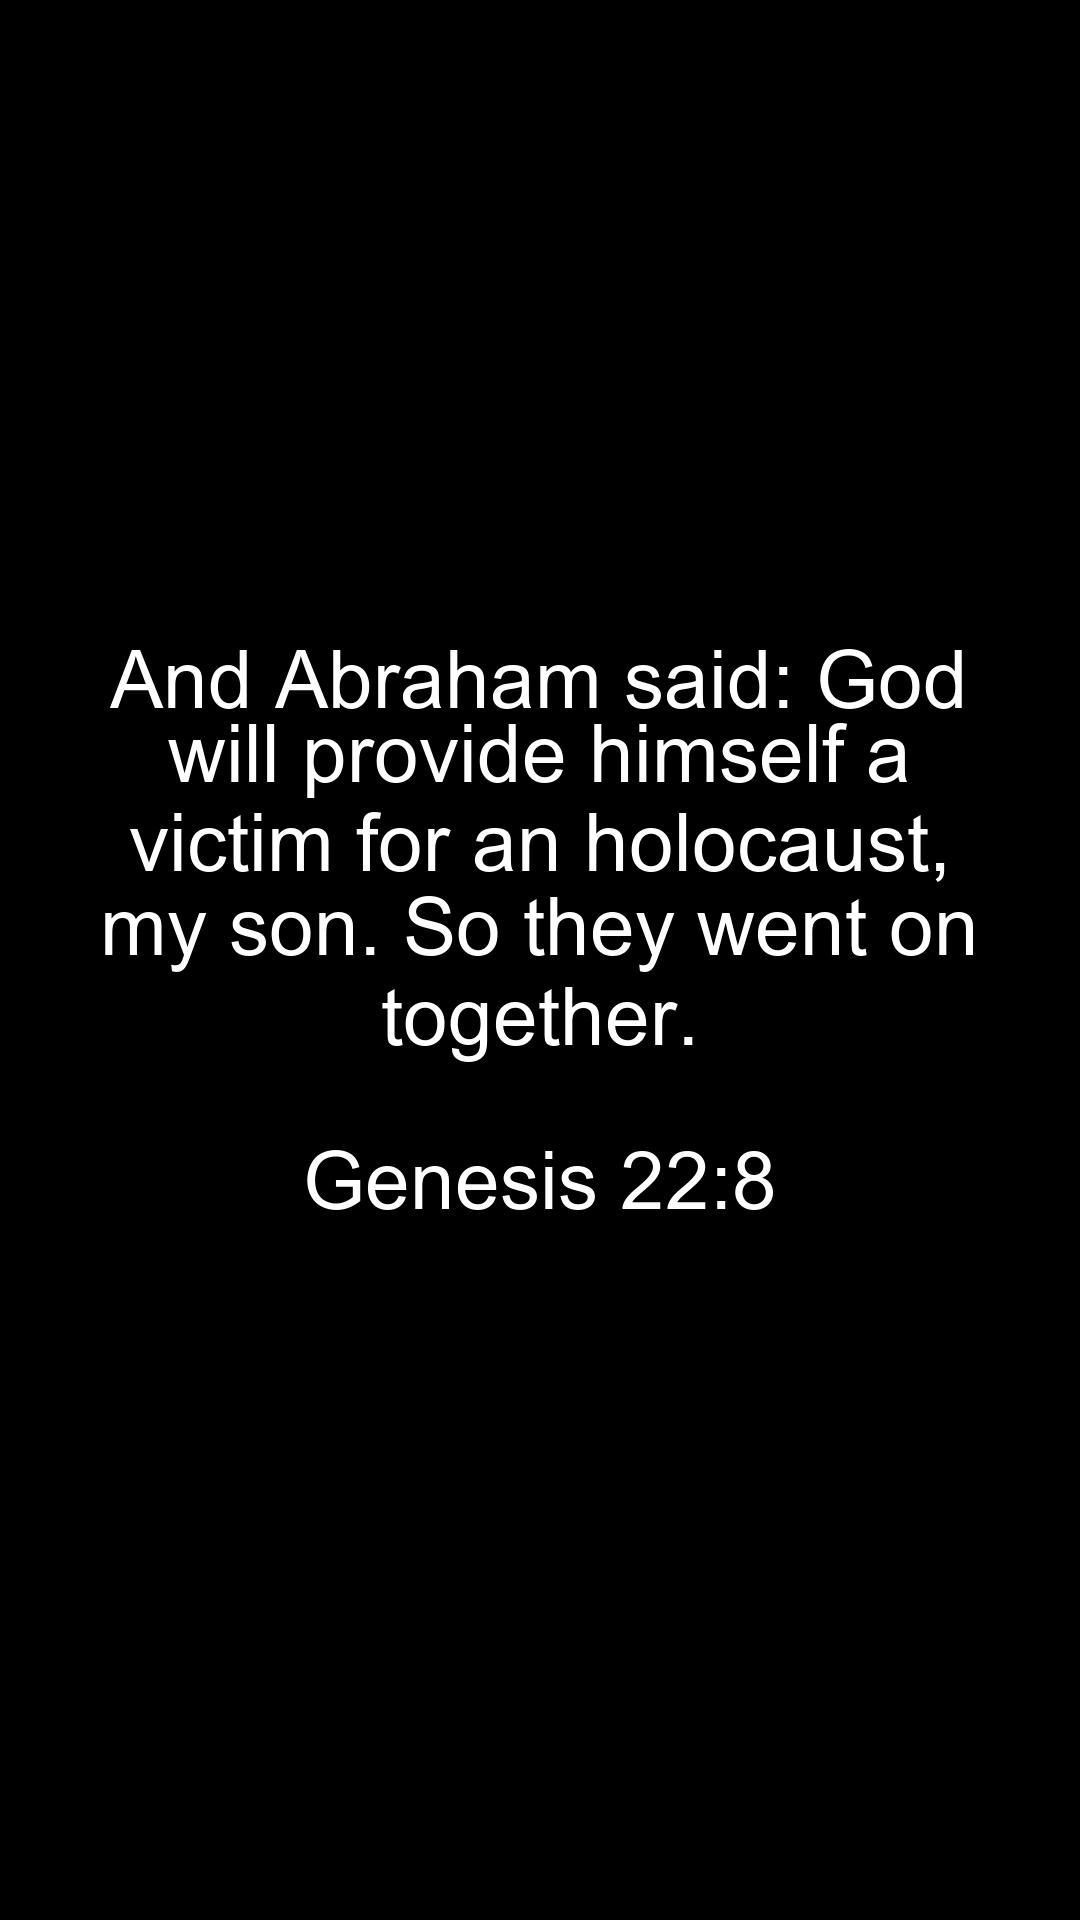 And Abraham said: God
will provide himself a
victim for an holocaust,
my son. So they went on
together.
Genesis 22:8